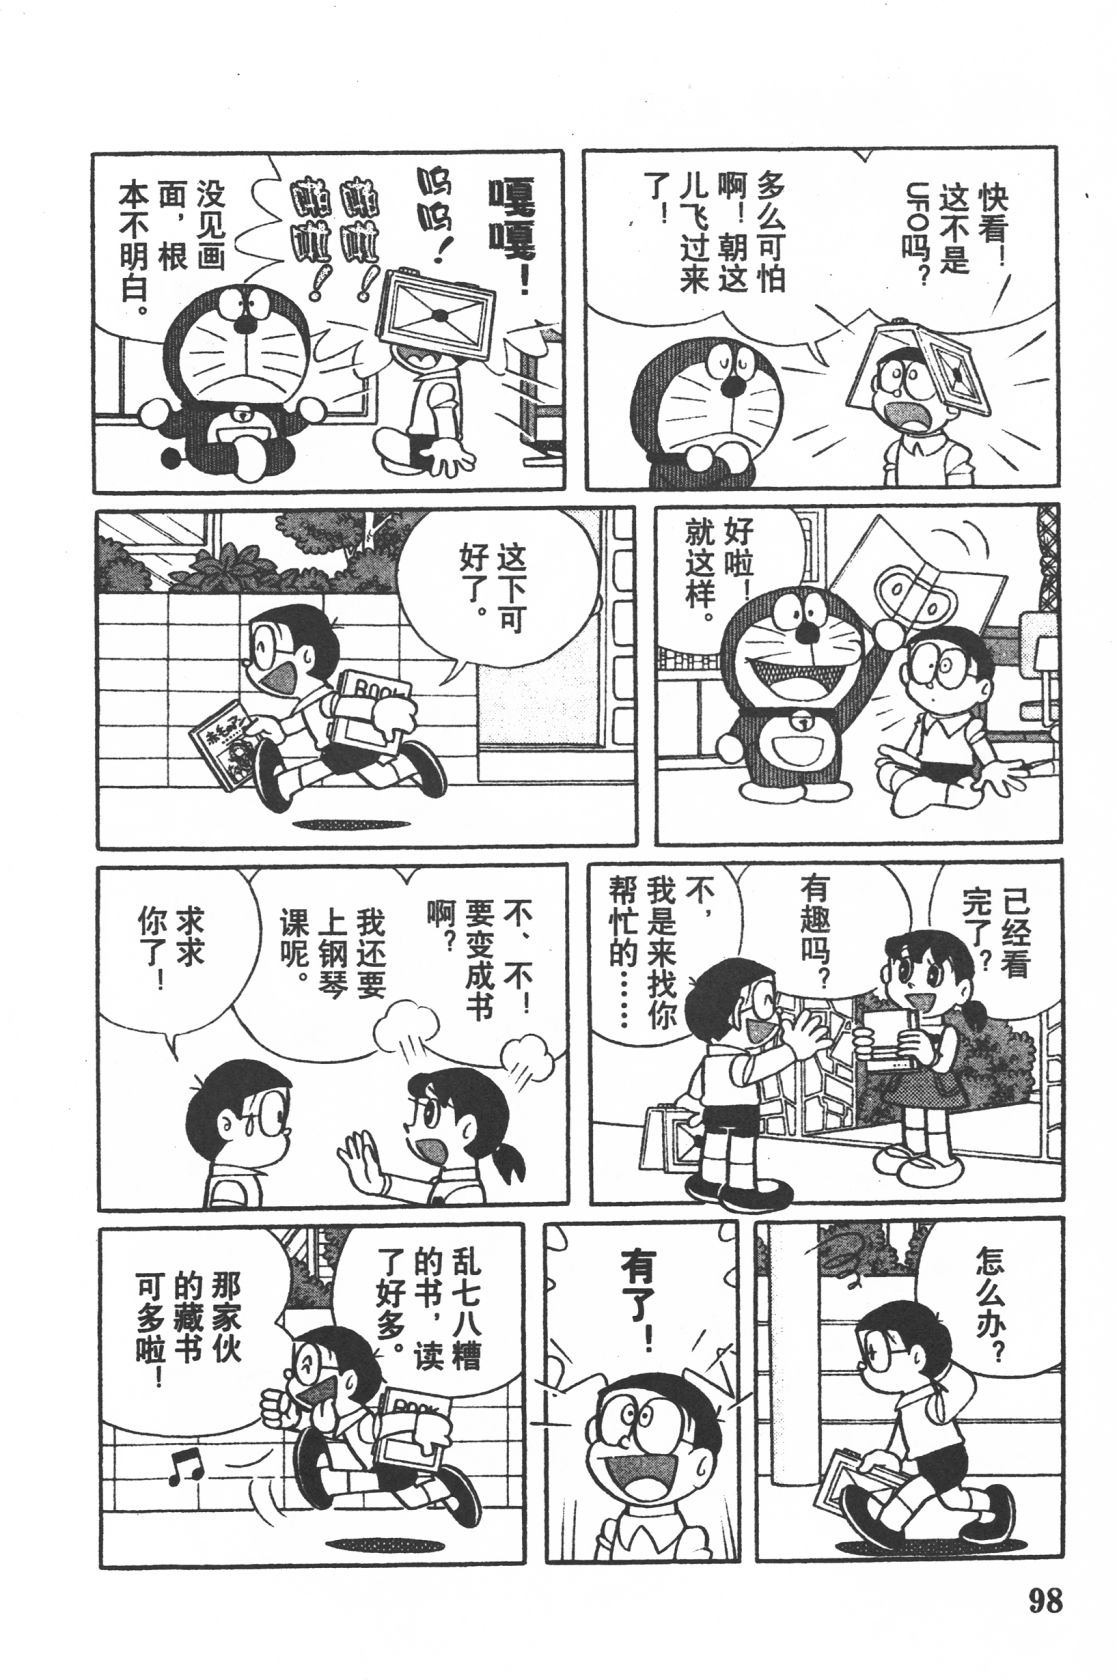 快看！
这不是
UFO吗？
多么可怕
啊！朝这
儿飞过来
了！
嘎
嘎！
呜
呜！
啪
啦！
啪
啦！
没见画
面，根
本不明白。
好啦！
就这样。
这下可
好了。
BOOK
已经看
完了？
有
趣吗？
不，
我是来找你
帮忙的……
不、不！
要变成书
啊？
我还要
上钢琴
课呢。
求求
你了！
怎么办？
有
了！
乱七八糟
的书，读
了好多。
那家伙
的藏书
可多啦！
BOOK
98